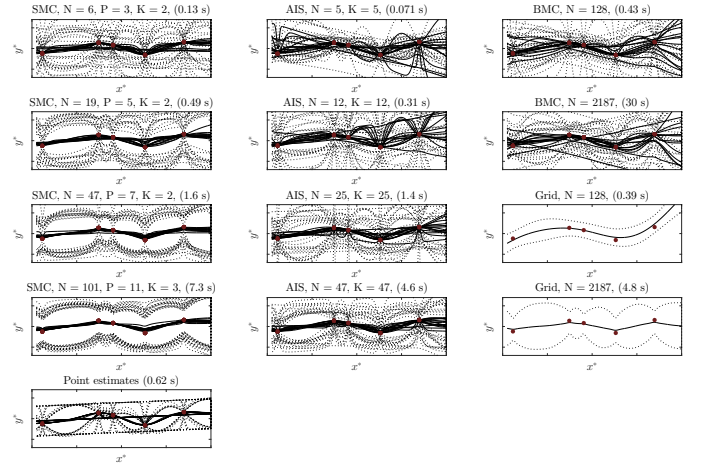 SMC, N = 6, P = 3, K = 2, (0.13 s)
y*
x*
AIS, N = 5, K = 5, (0.071 s)
y*
x*
BMC, N = 128, (0.43 s)
y*
x*
SMC, N = 19, P = 5, K = 2, (0.49 s)
y*
x*
AIS, N = 12, K = 12, (0.31 s)
y*
x*
BMC, N = 2187, (30 s)
y*
x*
SMC, N = 47, P = 7, K = 2, (1.6 s)
y*
x*
AIS, N = 25, K = 25, (1.4 s)
y*
x*
Grid, N = 128, (0.39 s)
y*
x*
SMC, N = 101, P = 11, K = 3, (7.3 s)
y*
x*
AIS, N = 47, K = 47, (4.6 s)
y*
x*
Grid, N = 2187, (4.8 s)
y*
x*
Point estimates (0.62 s)
y*
x*